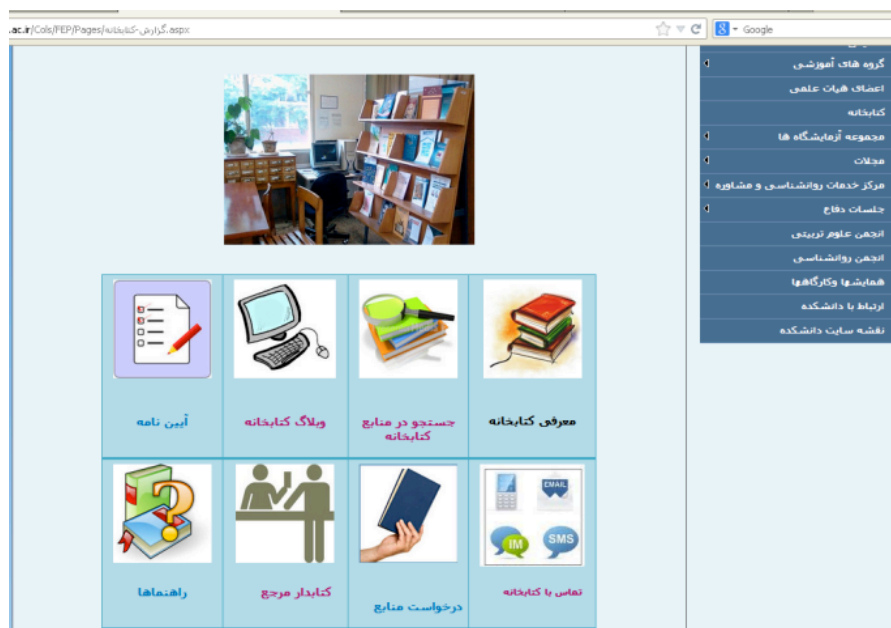 .ac.ir/Cols/FEP/Pages/گزارش-کتابخانه.aspx
Google
گروه های آموزشی
اعضای هیات علمی
کتابخانه
مجموعه آزمایشگاه ها
مجلات
مرکز خدمات روانشناسی و مشاوره
جلسات دفاع
انجمن علوم تربیتی
انجمن روانشناسی
همایشها وکارگاهها
ارتباط با دانشکده
نقشه سایت دانشکده
معرفی کتابخانه
جستجو در منابع
کتابخانه
وبلاگ کتابخانه
آیین نامه
EMAIL
IM
SMS
تماس با کتابخانه
درخواست منابع
کتابدار مرجع
راهنماها